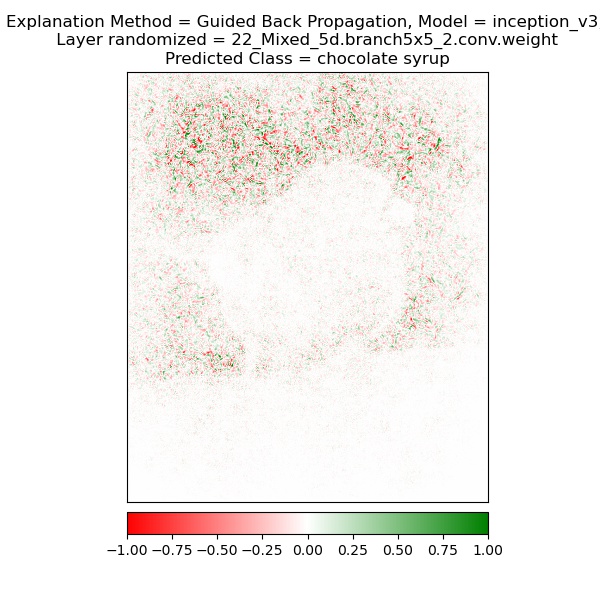 Explanation Method = Guided Back Propagation, Model = inception_v3
Layer randomized = 22_Mixed_5d.branch5x5_2.conv.weight
Predicted Class = chocolate syrup
−1.00 −0.75 −0.50 −0.25 0.00 0.25 0.50 0.75 1.00